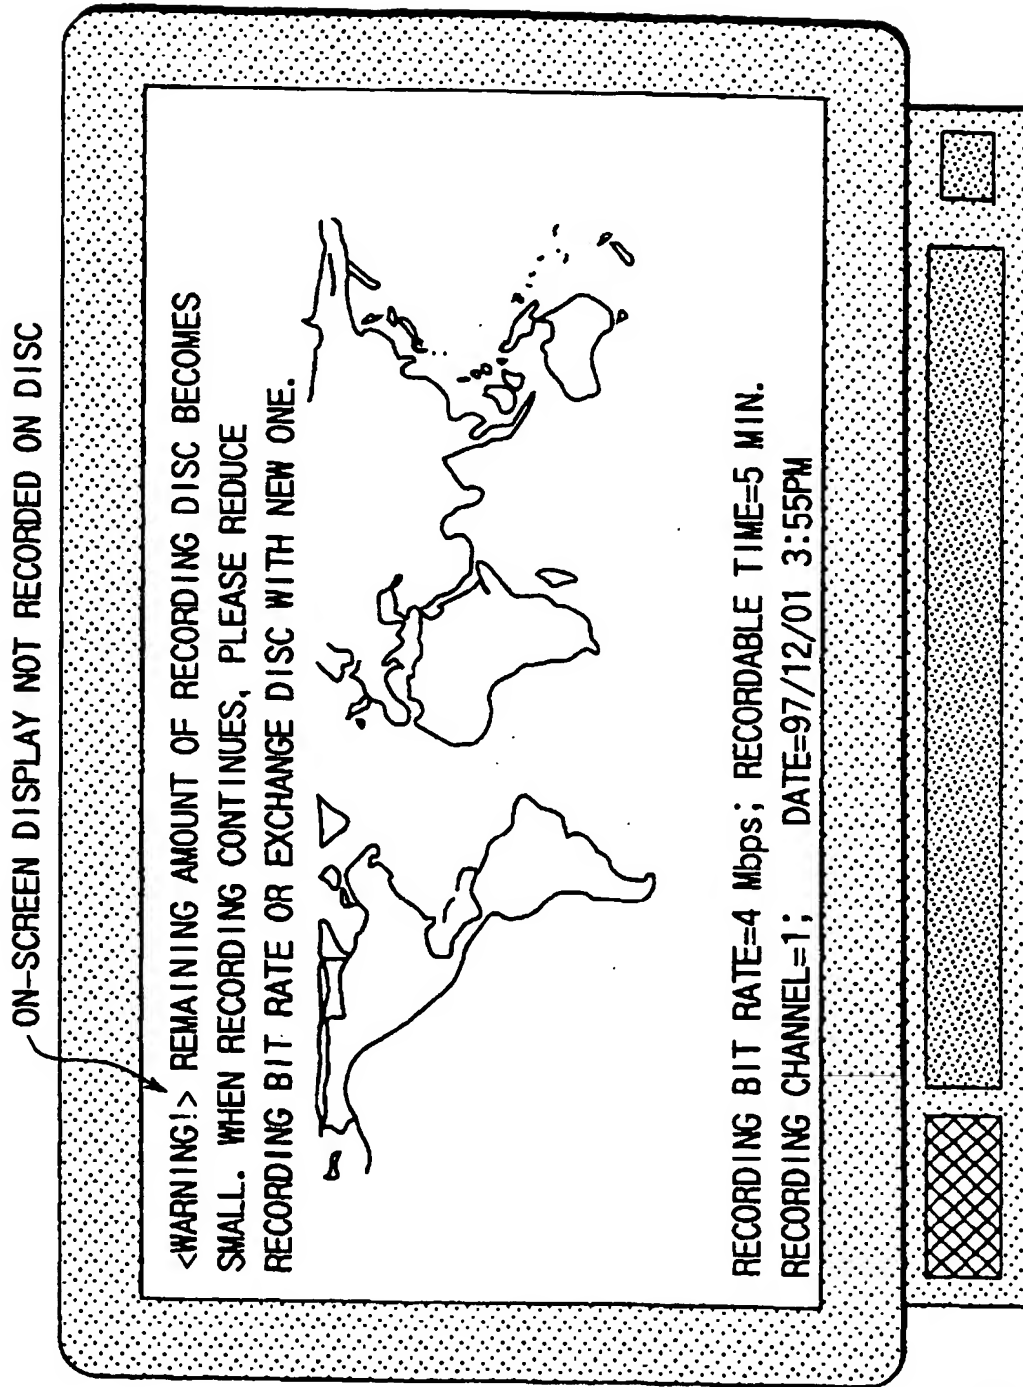 ON-SCREEN DISPLAY NOT RECORDED ON DISC
<WARNING!> REMAINING AMOUNT OF RECORDING DISC BECOMES
SMALL. WHEN RECORDING CONTINUES, PLEASE REDUCE
RECORDING BIT RATE OR EXCHANGE DISC WITH NEW ONE.
RECORDING BIT RATE=4 Mbps; RECORDABLE TIME=5 MIN.
RECORDING CHANNEL=1; DATE=97/12/01 3:55PM